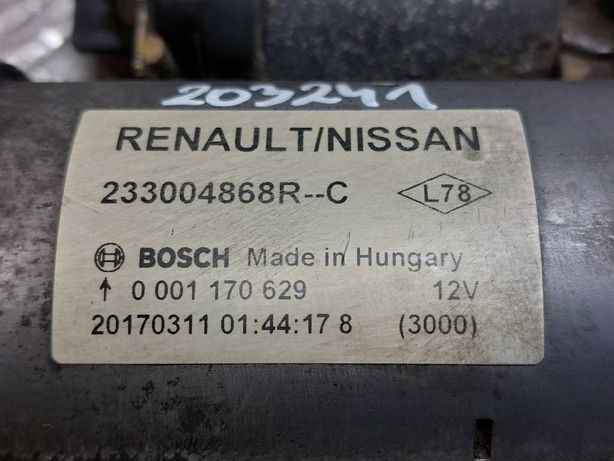 203241
RENAULT/NISSAN
233004868R--C L78
BOSCH Made in Hungary
↑ 0 001 170 629 12V
20170311 01:44:17 8 (3000)